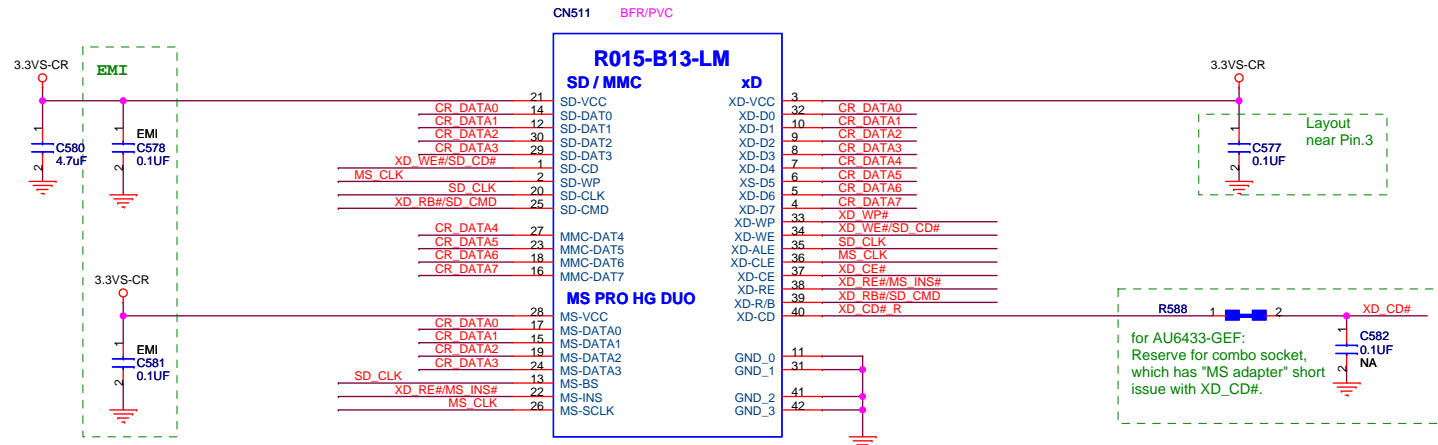 CN511 BFR/PVC
R015-B13-LM
SD / MMC xD
3.3VS-CR
EMI
1
C580
4.7uF
2
1
EMI
C578
0.1UF
2
21 SD-VCC
CR_DATA0 14 SD-DAT0
CR_DATA1 12 SD-DAT1
CR_DATA2 30 SD-DAT2
CR_DATA3 29 SD-DAT3
XD_WE#/SD_CD# 1 SD-CD
MS_CLK 2 SD-WP
SD_CLK 20 SD-CLK
XD_RB#/SD_CMD 25 SD-CMD
CR_DATA4 27 MMC-DAT4
CR_DATA5 23 MMC-DAT5
CR_DATA6 18 MMC-DAT6
CR_DATA7 16 MMC-DAT7
MS PRO HG DUO
3.3VS-CR
1
EMI
C581
0.1UF
2
28 MS-VCC
CR_DATA0 17 MS-DATA0
CR_DATA1 15 MS-DATA1
CR_DATA2 19 MS-DATA2
CR_DATA3 24 MS-DATA3
SD_CLK 13 MS-BS
XD_RE#/MS_INS# 22 MS-INS
MS_CLK 26 MS-SCLK
XD-VCC 3
XD-D0 32 CR_DATA0
XD-D1 10 CR_DATA1
XD-D2 9 CR_DATA2
XD-D3 8 CR_DATA3
XD-D4 7 CR_DATA4
XS-D5 6 CR_DATA5
XD-D6 5 CR_DATA6
XD-D7 4 CR_DATA7
XD-WP 33 XD_WP#
XD-WE 34 XD_WE#/SD_CD#
XD-ALE 35 SD_CLK
XD-CLE 36 MS_CLK
XD-CE 37 XD_CE#
XD-RE 38 XD_RE#/MS_INS#
XD-R/B 39 XD_RB#/SD_CMD
XD-CD 40 XD_CD#_R
GND_0 11
GND_1 31
GND_2 41
GND_3 42
3.3VS-CR
Layout
near Pin.3
1
C577
0.1UF
2
R588 1 2 XD_CD#
1
C582
0.1UF
NA
2
for AU6433-GEF:
Reserve for combo socket,
which has "MS adapter" short
issue with XD_CD#.